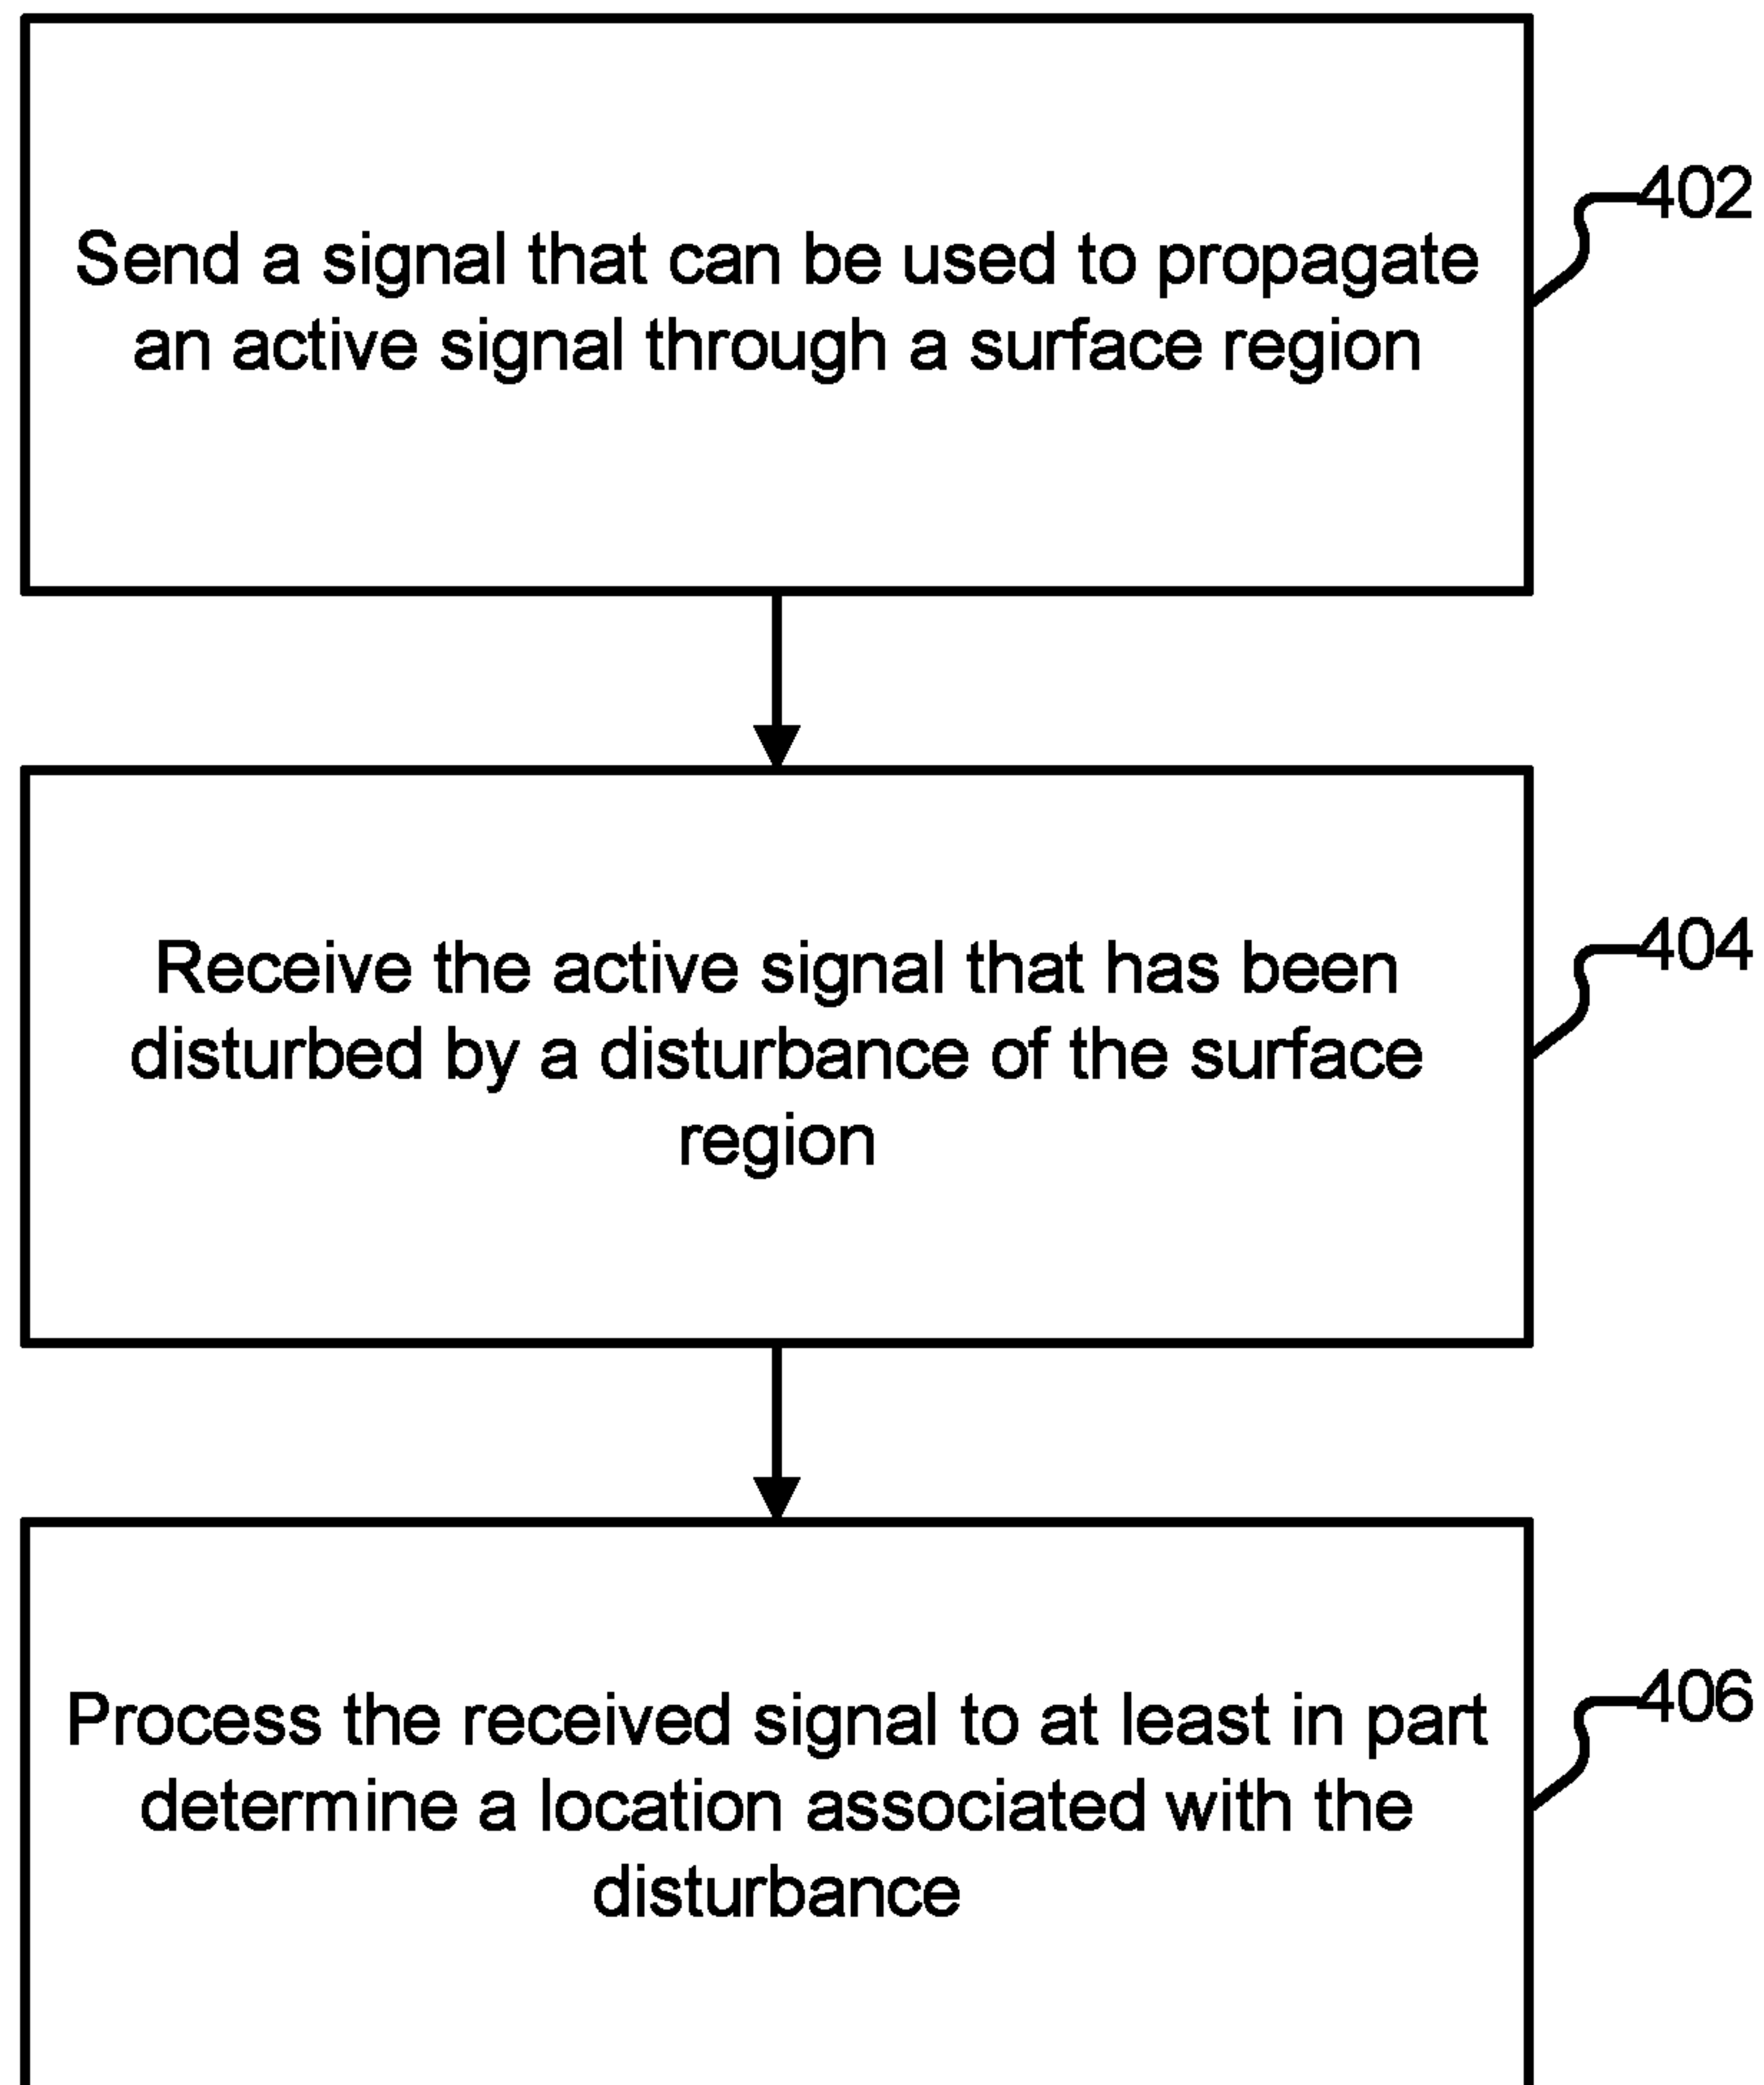 Send a signal that can be used to propagate
an active signal through a surface region
402
Receive the active signal that has been
disturbed by a disturbance of the surface
region
404
Process the received signal to at least in part
determine a location associated with the
disturbance
406